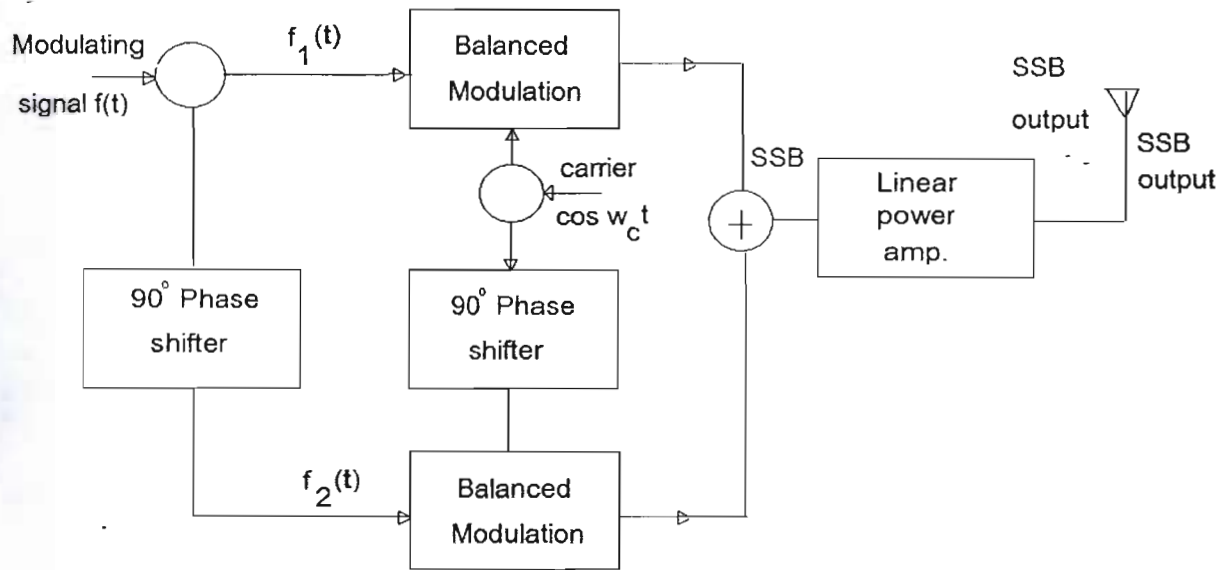 Modulating
signal f(t)
f₁(t)
Balanced
Modulation
carrier
cos w_c t
SSB
+
Linear
power
amp.
SSB
output
SSB
output
90° Phase
shifter
90° Phase
shifter
f₂(t)
Balanced
Modulation